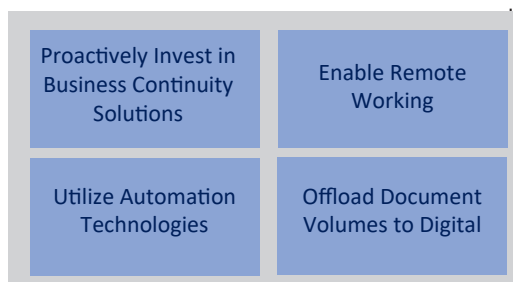 .
Proactively Invest in
Business Continuity
Solutions
Enable Remote
Working
Utilize Automation
Technologies
Offload Document
Volumes to Digital